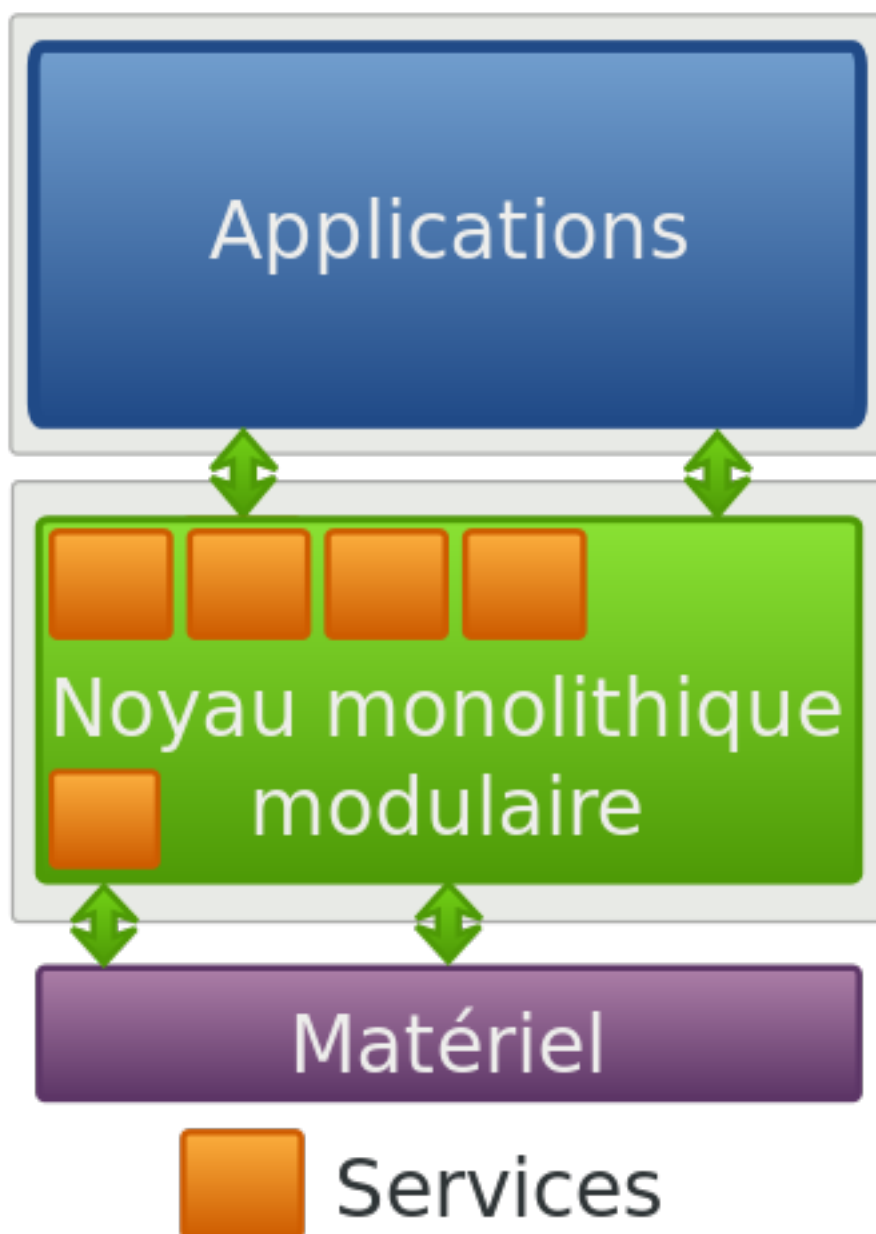 Applications
Noyau monolithique
modulaire
Matériel
Services